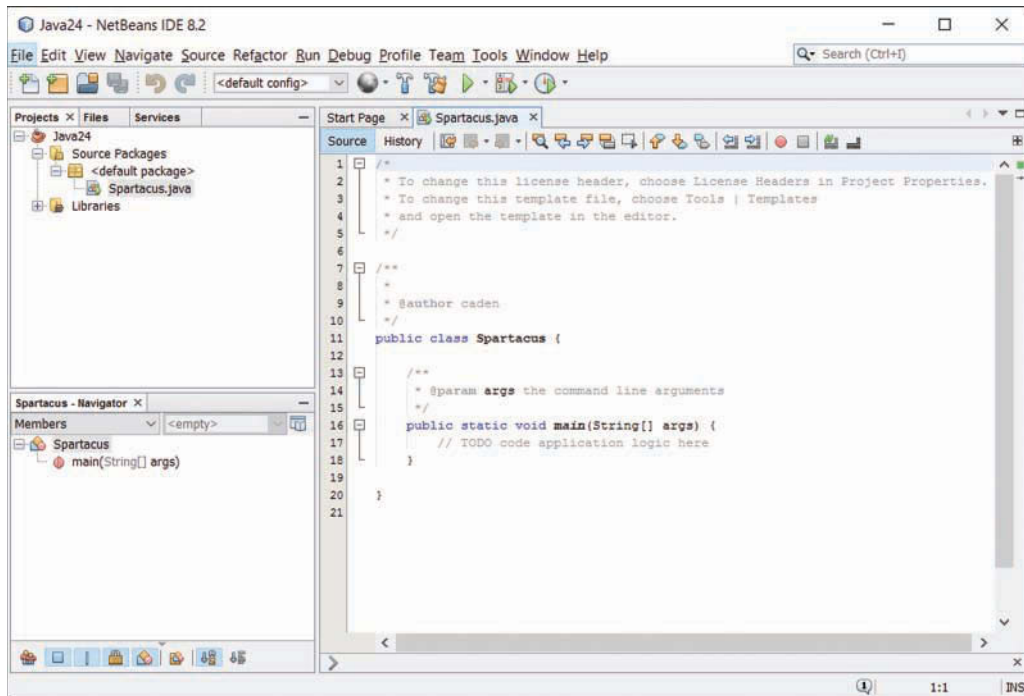 Java24 - NetBeans IDE 8.2
File Edit View Navigate Source Refactor Run Debug Profile Team Tools Window Help
Search (Ctrl+I)
<default config>
Projects Files Services
Java24
Source Packages
<default package>
Spartacus.java
Libraries
Spartacus - Navigator
Members
<empty>
Spartacus
main(String[] args)
Start Page
Spartacus.java
Source History
1 /*
2 * To change this license header, choose License Headers in Project Properties.
3 * To change this template file, choose Tools | Templates
4 * and open the template in the editor.
5 */
6
7 /**
8 *
9 * @author caden
10 */
11 public class Spartacus {
12
13 /**
14 * @param args the command line arguments
15 */
16 public static void main(String[] args) {
17 // TODO code application logic here
18 }
19
20 }
21
1
1:1
INS